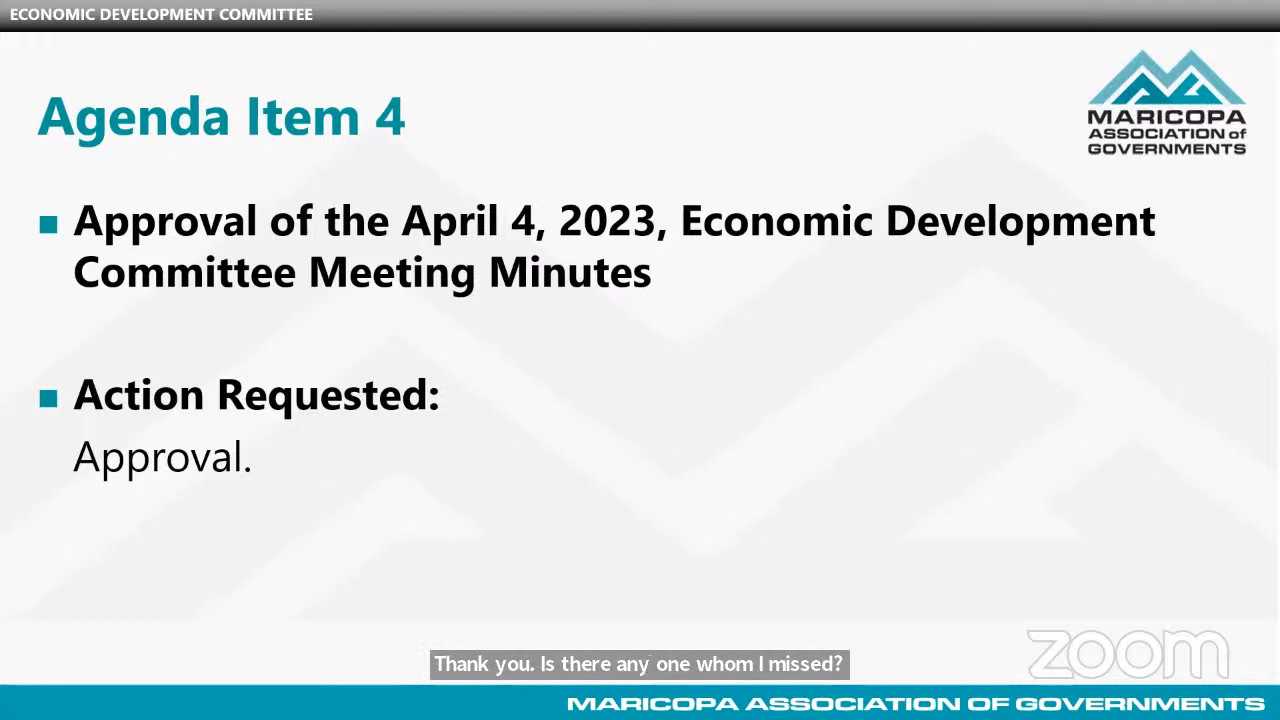 ECONOMIC DEVELOPMENT COMMITTEE
MARICOPA
ASSOCIATION of
GOVERNMENTS
Agenda Item 4
Approval of the April 4, 2023, Economic Development
Committee Meeting Minutes
Action Requested:
Approval.
zoom
Thank you. Is there any one whom I missed?
MARICOPA ASSOCIATION OF GOVERNMENTS